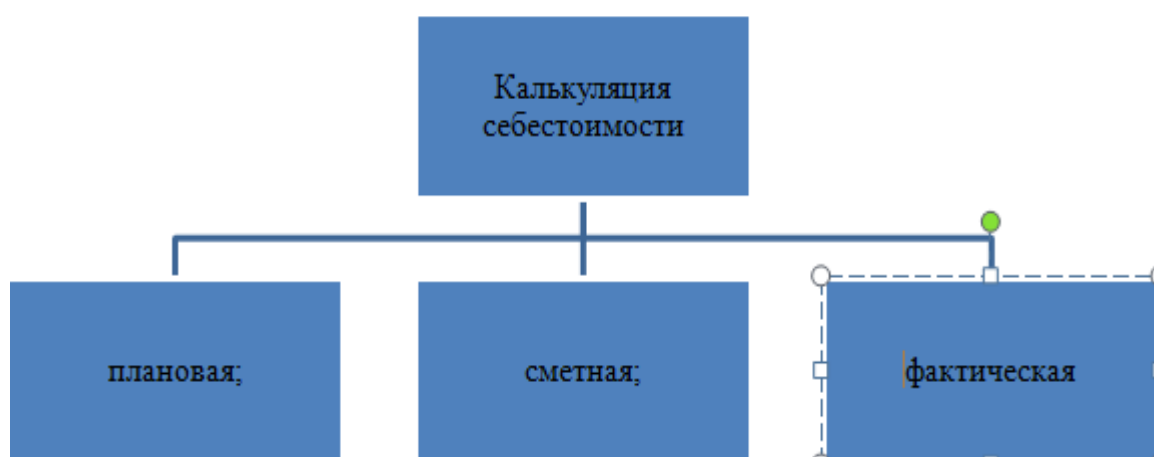 Калькуляция
себестоимости
плановая;
сметная;
фактическая